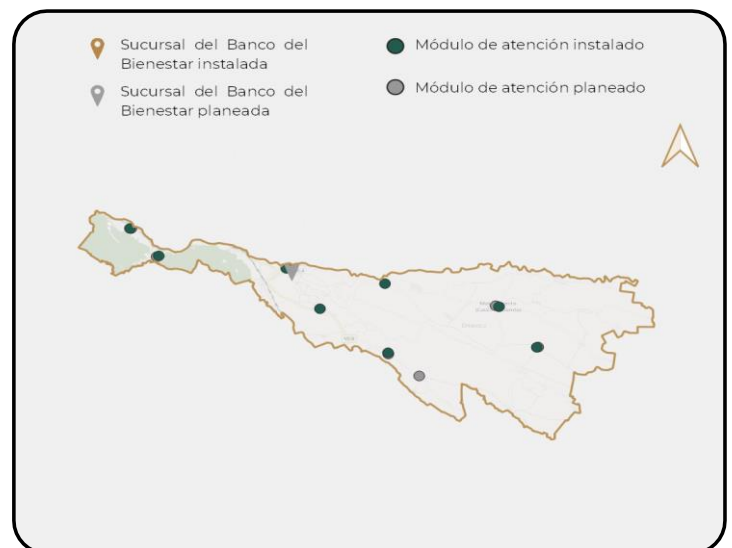 Sucursal del Banco del
Bienestar instalada
Sucursal del Banco del
Bienestar planeada
Módulo de atención instalado
Módulo de atención planeado